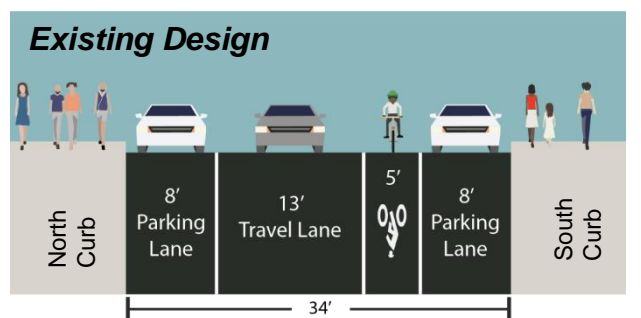 Existing Design
North
Curb
8’
Parking
Lane
13’
Travel Lane
5’
8’
Parking
Lane
South
Curb
34’